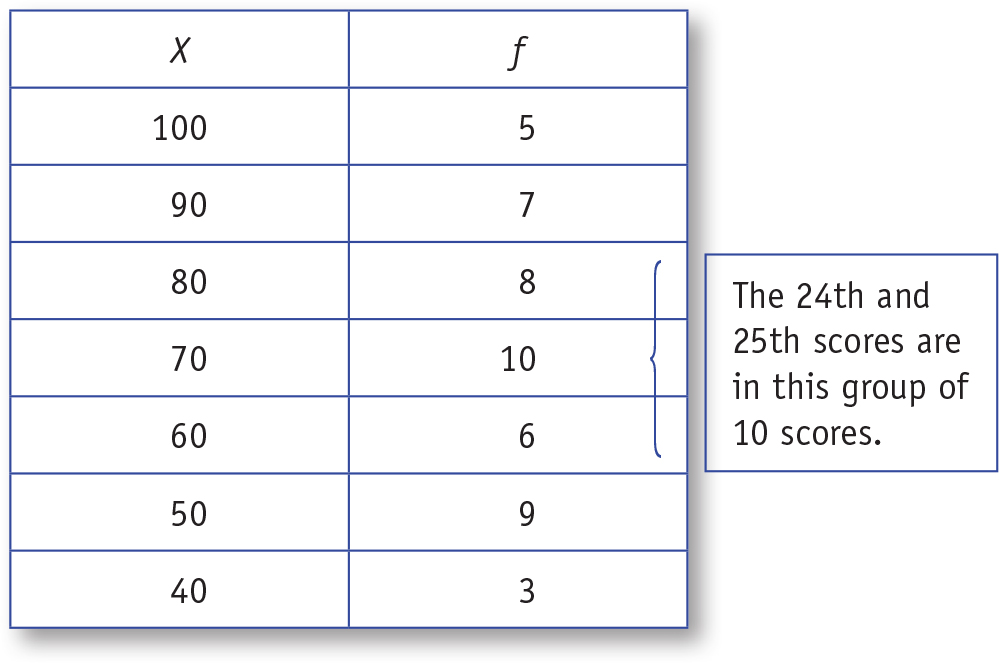 X f
100 5
90 7
80 8
70 10
60 6
50 9
40 3
The 24th and
25th scores are
in this group of
10 scores.